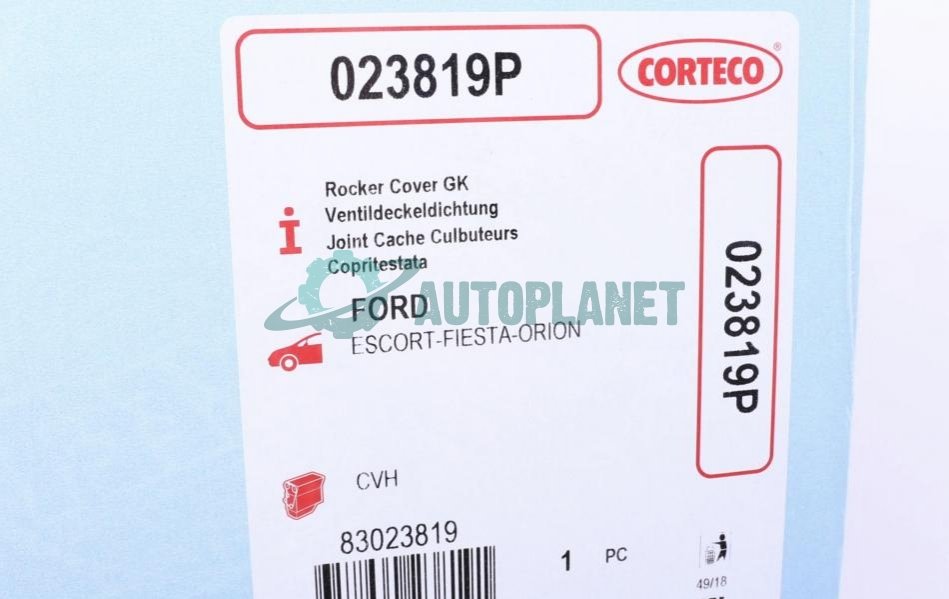 023819P
CORTECO®
Rocker Cover GK
Ventildeckeldichtung
Joint Cache Culbuteurs
Copritestata
AUTOPLANET
FORD
ESCORT-FIESTA-ORION
023819P
CVH
83023819
1 PC
49/18